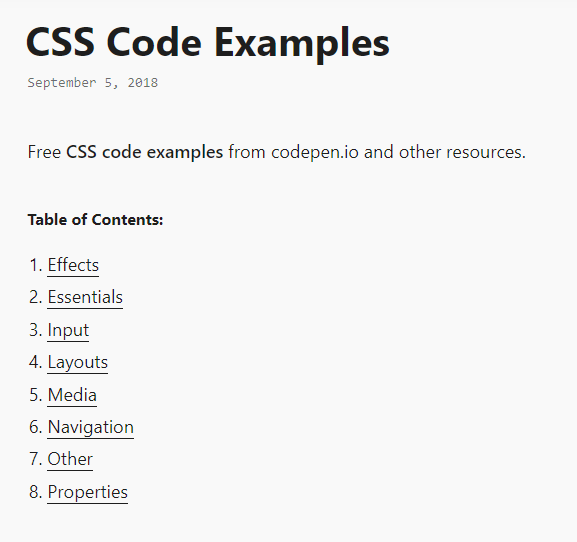 CSS Code Examples
September 5, 2018
Free CSS code examples from codepen.io and other resources.
Table of Contents:
1. Effects
2. Essentials
3. Input
4. Layouts
5. Media
6. Navigation
7. Other
8. Properties